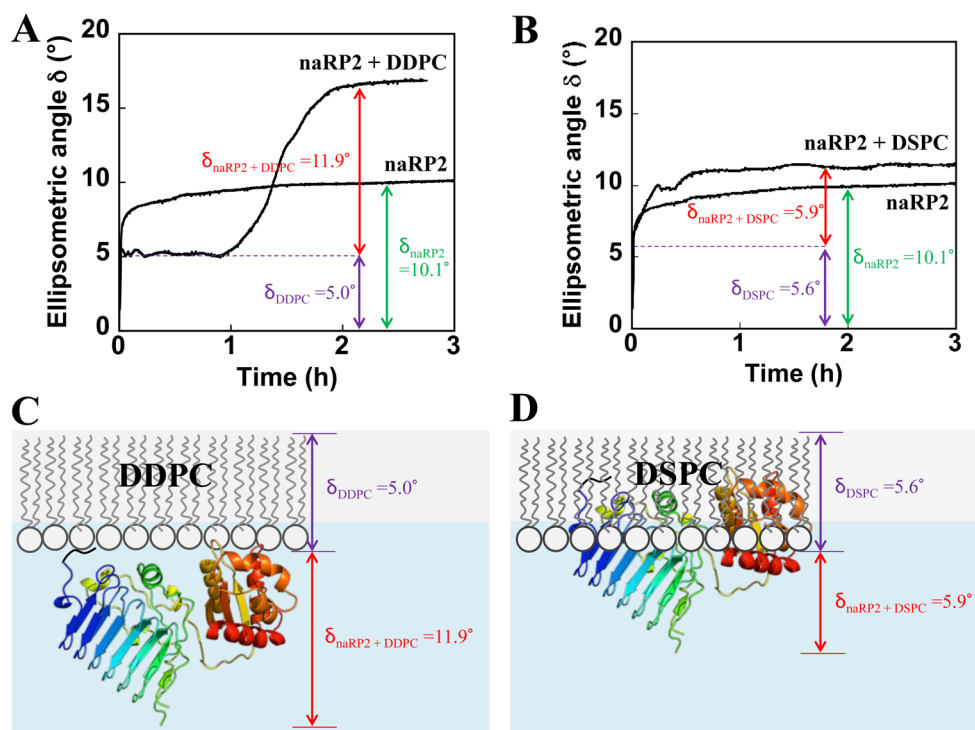 A
Ellipsometric angle δ (°)
20
15
10
5
0
naRP2 + DDPC
δnaRP2 + DDPC =11.9°
naRP2
δnaRP2
=10.1°
δDDPC =5.0°
0
1
2
3
Time (h)
B
Ellipsometric angle δ (°)
20
15
10
5
0
naRP2 + DSPC
naRP2
δnaRP2 + DSPC =5.9°
δnaRP2 =10.1°
δDSPC =5.6°
0
1
2
3
Time (h)
C
DDPC
δDDPC =5.0°
δnaRP2 + DDPC =11.9°
D
DSPC
δDSPC =5.6°
δnaRP2 + DSPC =5.9°